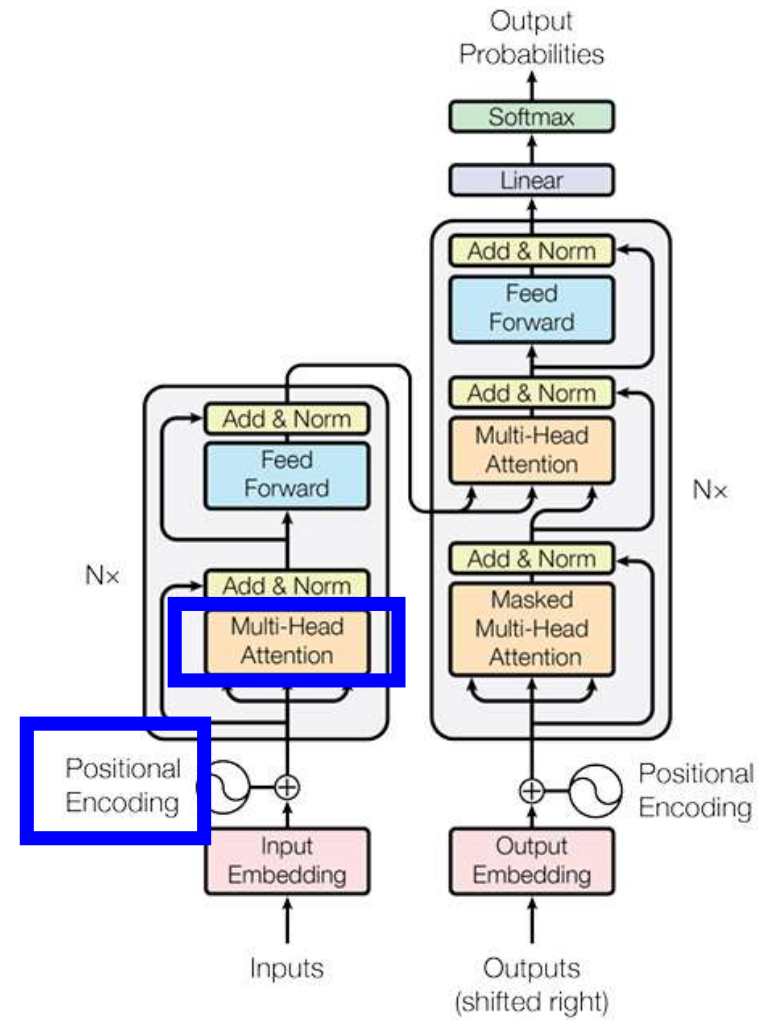 Output
Probabilities
Softmax
Linear
Add & Norm
Feed
Forward
Add & Norm
Multi-Head
Attention
Nx
Add & Norm
Masked
Multi-Head
Attention
Add & Norm
Feed
Forward
Nx
Add & Norm
Multi-Head
Attention
Positional
Encoding
Positional
Encoding
Input
Embedding
Output
Embedding
Inputs
Outputs
(shifted right)